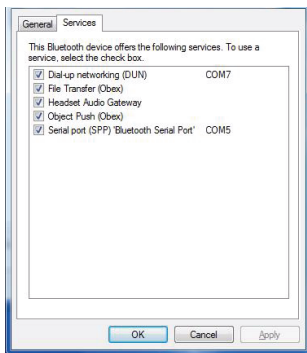 General Services
This Bluetooth device offers the following services. To use a
service, select the check box.
Dial-up networking (DUN) COM7
File Transfer (Obex)
Headset Audio Gateway
Object Push (Obex)
Serial port (SPP) 'Bluetooth Serial Port' COM5
OK Cancel Apply